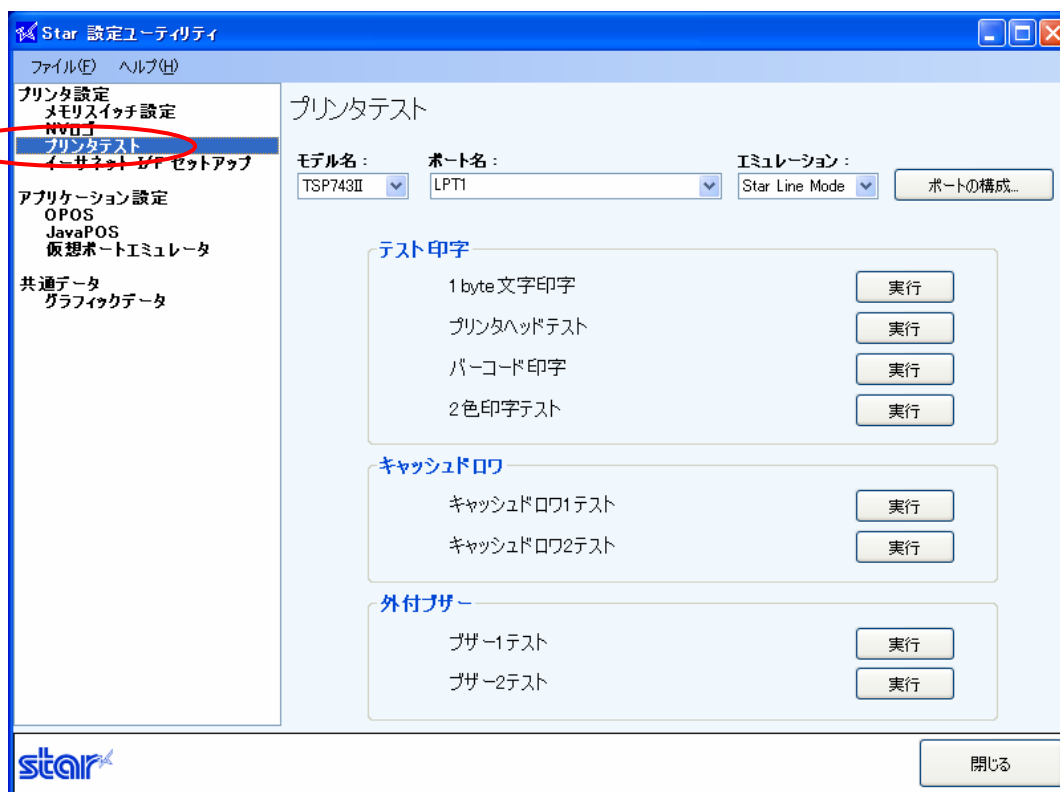 Star 設定ユーティリティ
ファイル(F) ヘルプ(H)
プリンタ設定
メモリスイッチ設定
NVロゴ
プリンタテスト
イーサネット I/F セットアップ
アプリケーション設定
OPOS
JavaPOS
仮想ポートエミュレータ
共通データ
グラフィックデータ
プリンタテスト
モデル名： ポート名： エミュレーション：
TSP743II LPT1 Star Line Mode ポートの構成...
テスト印字
1byte文字印字 実行
プリンタヘッドテスト 実行
バーコード印字 実行
2色印字テスト 実行
キャッシュドロワ
キャッシュドロワ1テスト 実行
キャッシュドロワ2テスト 実行
外付ブザー
ブザー1テスト 実行
ブザー2テスト 実行
star 閉じる